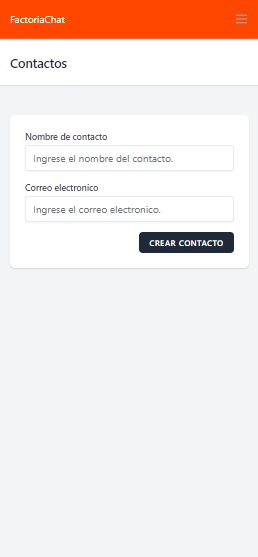 FactoriaChat
Contactos
Nombre de contacto
Ingrese el nombre del contacto.
Correo electronico
Ingrese el correo electronico.
CREAR CONTACTO